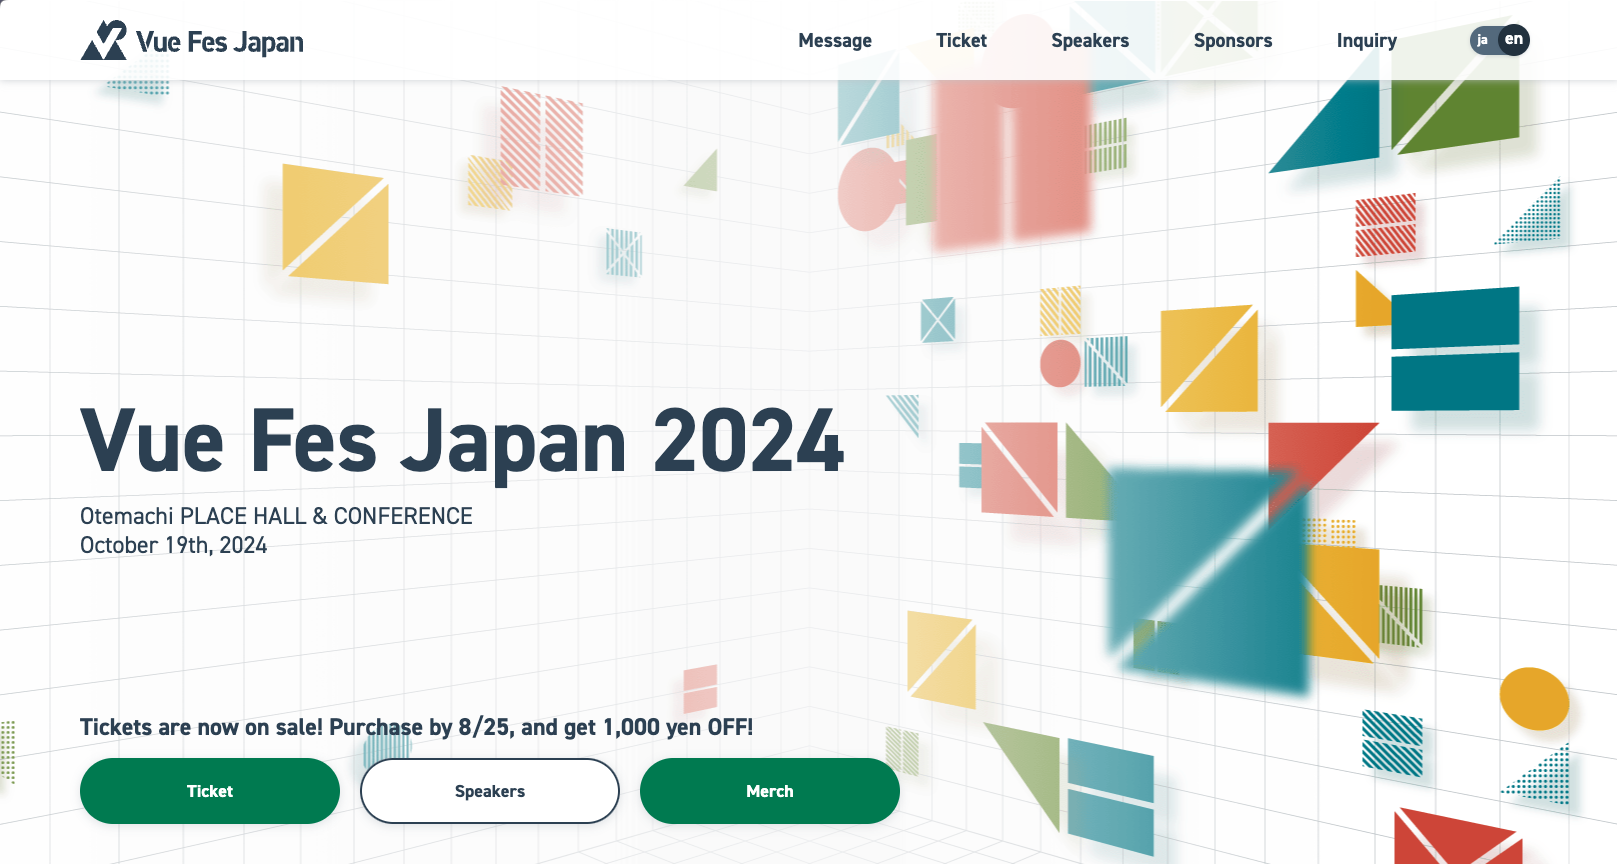 Vue Fes Japan
Message
Ticket
Speakers
Sponsors
Inquiry
ja
en
Vue Fes Japan 2024
Otemachi PLACE HALL & CONFERENCE
October 19th, 2024
Tickets are now on sale! Purchase by 8/25, and get 1,000 yen OFF!
Ticket
Speakers
Merch